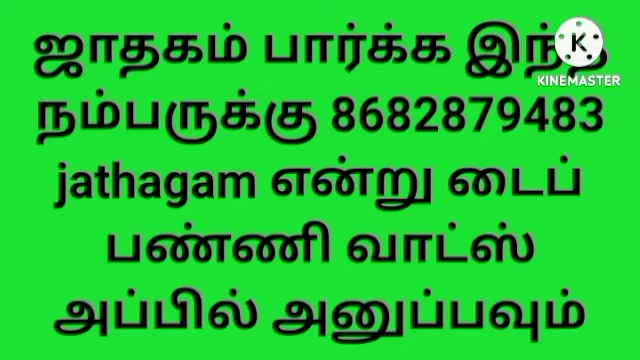 ஜாதகம் பார்க்க இந்த
KINEMASTER
நம்பருக்கு 8682879483
jathagam என்று டைப்
பண்ணி வாட்ஸ்
அப்பில் அனுப்பவும்